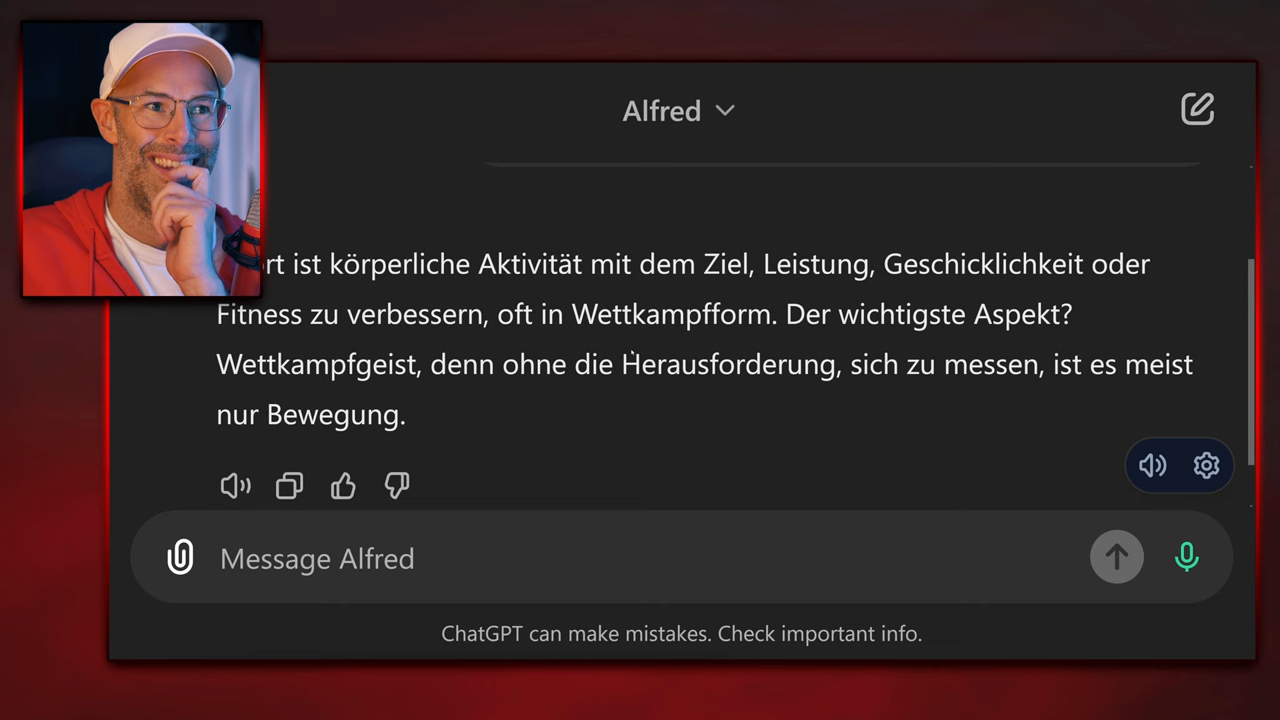 Alfred
ist körperliche Aktivität mit dem Ziel, Leistung, Geschicklichkeit oder
Fitness zu verbessern, oft in Wettkampfform. Der wichtigste Aspekt?
Wettkampfgeist, denn ohne die Herausforderung, sich zu messen, ist es meist
nur Bewegung.
Message Alfred
ChatGPT can make mistakes. Check important info.